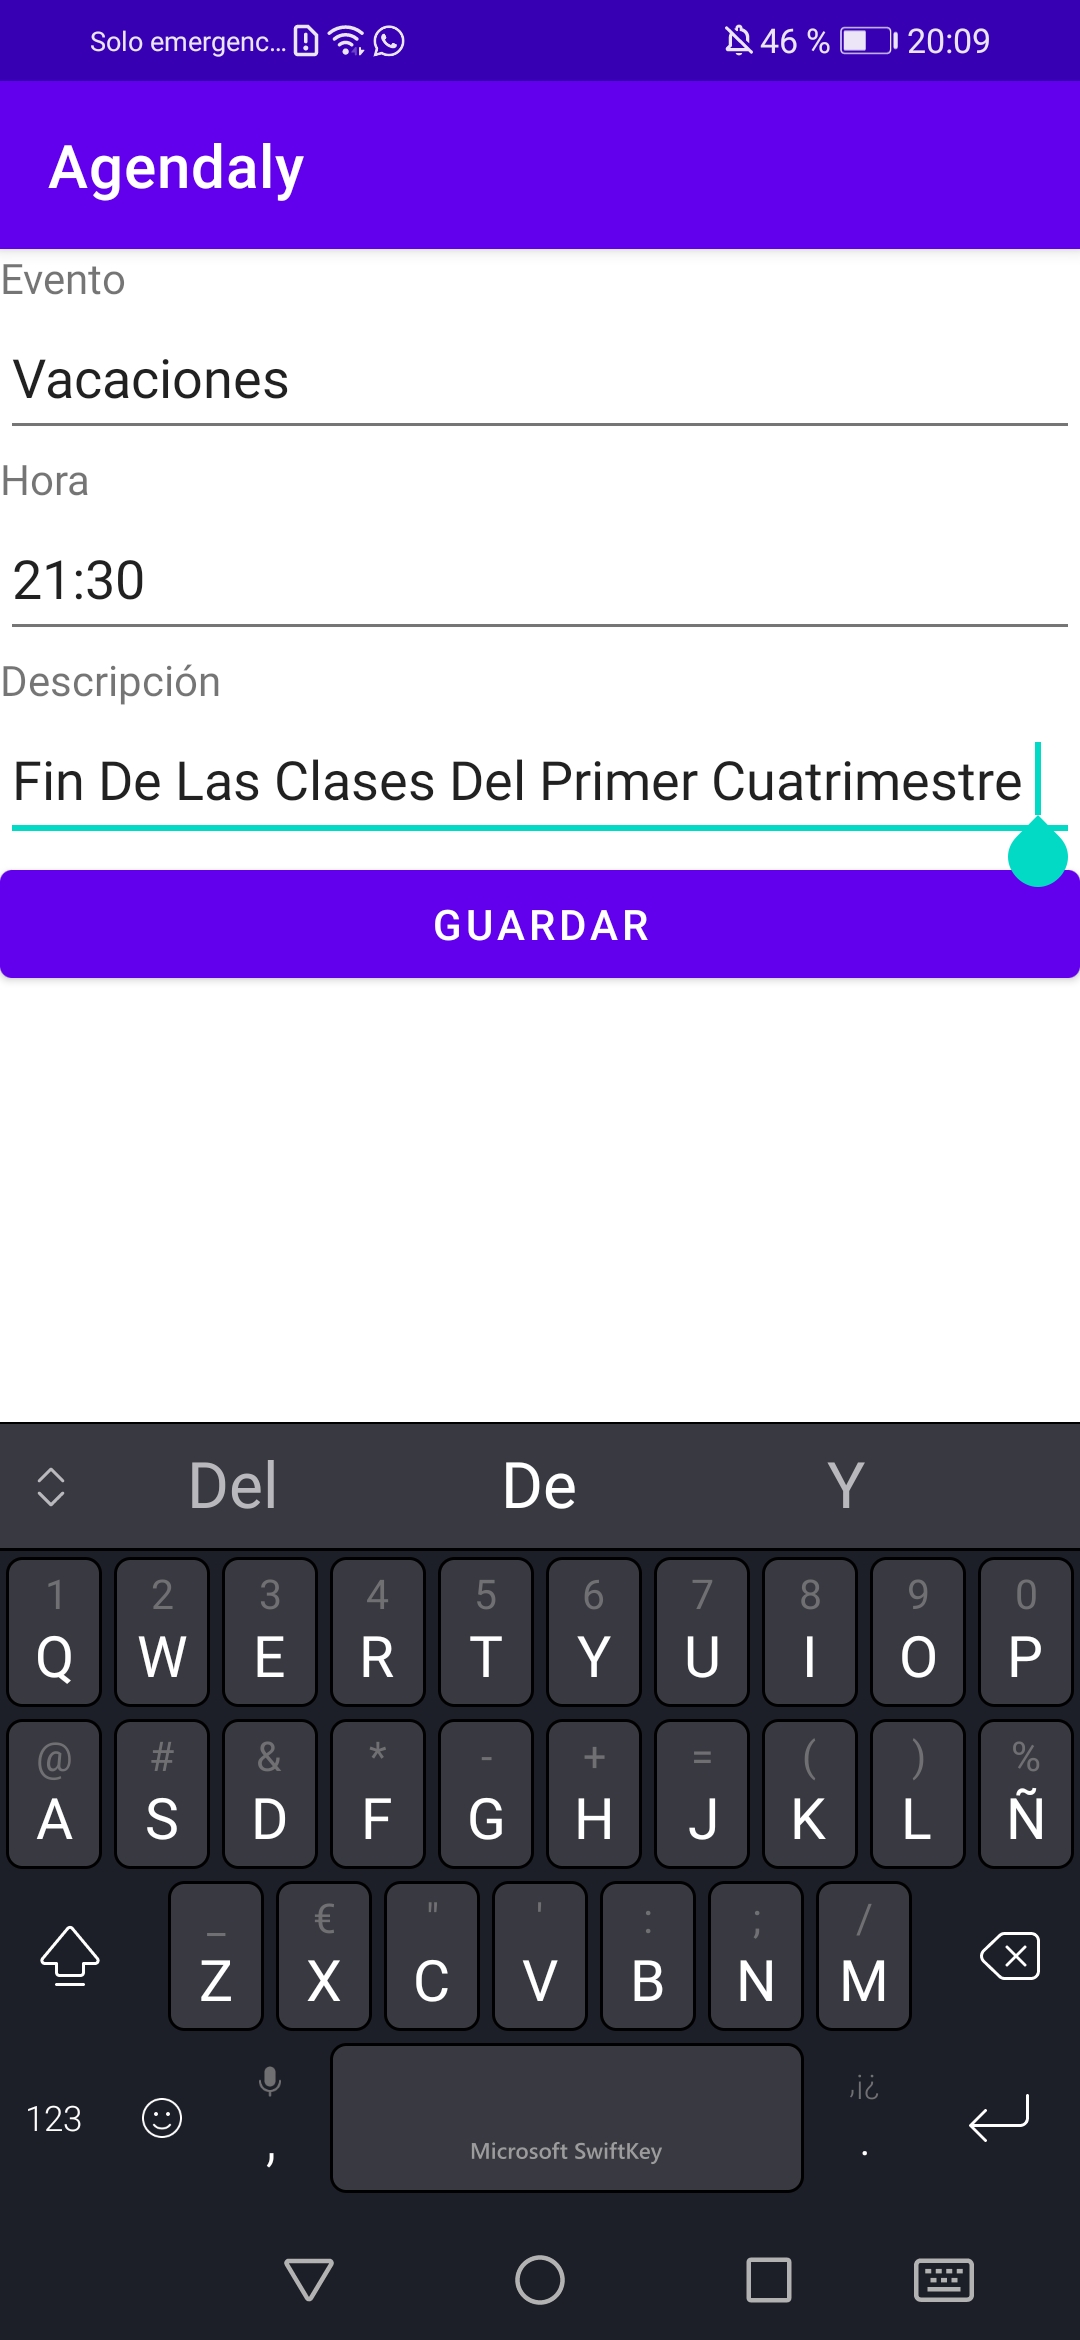 Solo emergenc... 46 % 20:09
Agendaly
Evento
Vacaciones
Hora
21:30
Descripción
Fin De Las Clases Del Primer Cuatrimestre
GUARDAR
Del De Y
1 2 3 4 5 6 7 8 9 0
Q W E R T Y U I O P
@ # & * - + = ( ) %
A S D F G H J K L Ñ
_ € " ' : ; /
Z X C V B N M
,¡¿
123 , Microsoft SwiftKey .